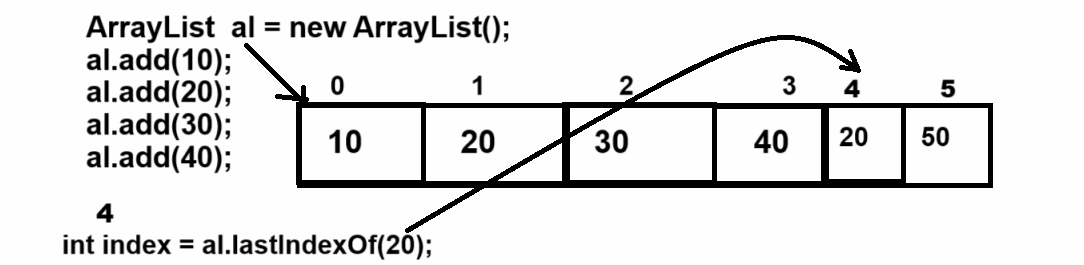 ArrayList al = new ArrayList();
al.add(10);
al.add(20);
al.add(30);
al.add(40);
0 1 2 3 4 5
10 20 30 40 20 50
4
int index = al.lastIndexOf(20);